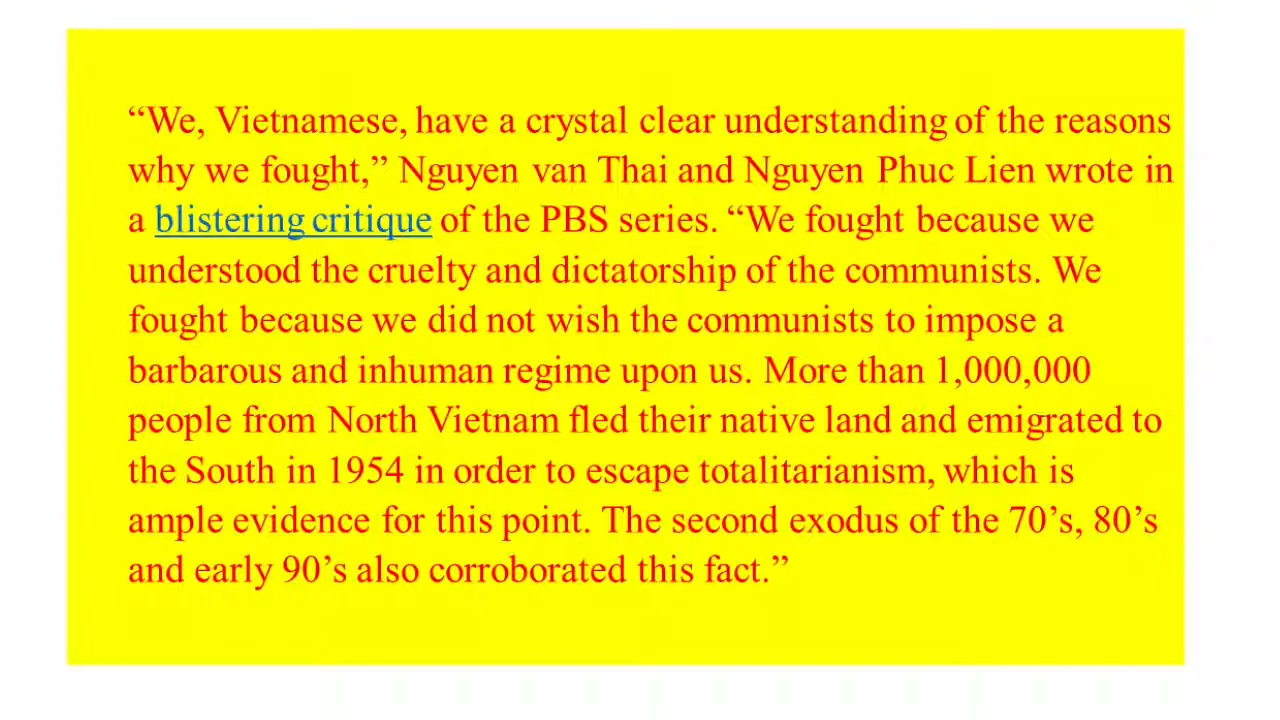 “We, Vietnamese, have a crystal clear understanding of the reasons
why we fought,” Nguyen van Thai and Nguyen Phuc Lien wrote in
a blistering critique of the PBS series. “We fought because we
understood the cruelty and dictatorship of the communists. We
fought because we did not wish the communists to impose a
barbarous and inhuman regime upon us. More than 1,000,000
people from North Vietnam fled their native land and emigrated to
the South in 1954 in order to escape totalitarianism, which is
ample evidence for this point. The second exodus of the 70’s, 80’s
and early 90’s also corroborated this fact.”